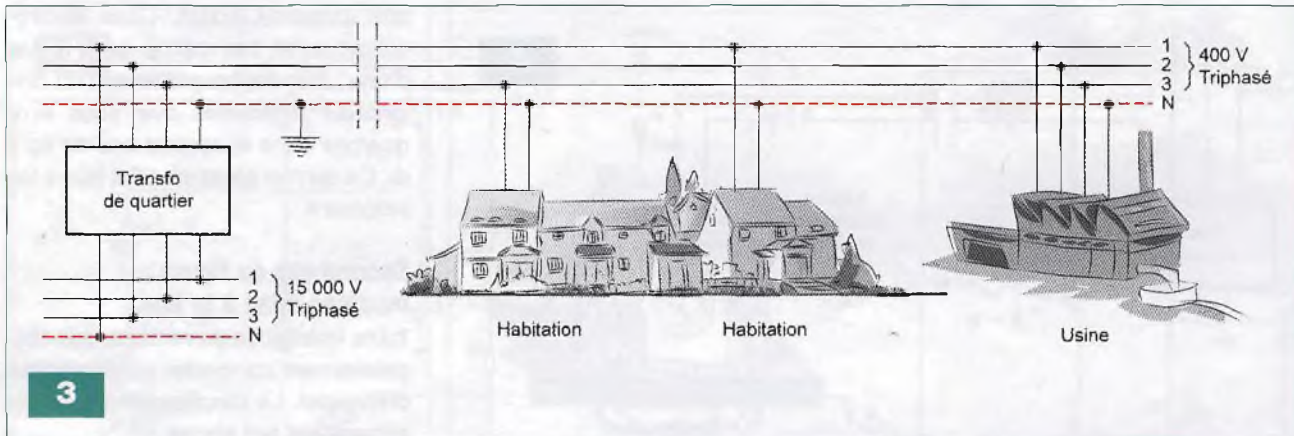 1
2
3
N
400 V
Triphasé
Transfo
de quartier
1
2
3
N
15 000 V
Triphasé
Habitation
Habitation
Usine
3